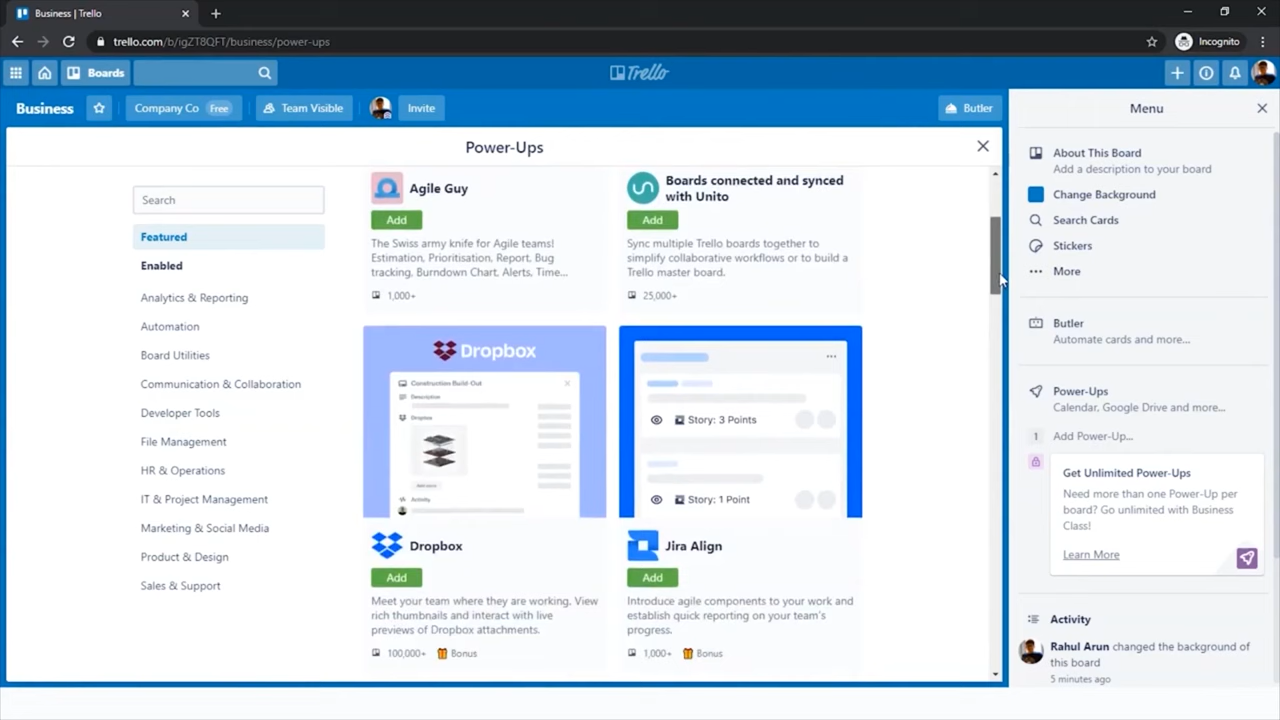 Business | Trello
trello.com/b/igZT8QFT/business/power-ups
Incognito
Boards
Trello
Business
Company Co Free
Team Visible
Invite
Butler
Power-Ups
Search
Featured
Enabled
Analytics & Reporting
Automation
Board Utilities
Communication & Collaboration
Developer Tools
File Management
HR & Operations
IT & Project Management
Marketing & Social Media
Product & Design
Sales & Support
Agile Guy
Add
The Swiss army knife for Agile teams!
Estimation, Prioritisation, Report, Bug
tracking, Burndown Chart, Alerts, Time...
1,000+
Boards connected and synced
with Unito
Add
Sync multiple Trello boards together to
simplify collaborative workflows or to build a
Trello master board.
25,000+
Dropbox
Construction Build-Out
Description
Dropbox
Activity
Dropbox
Add
Meet your team where they are working. View
rich thumbnails and interact with live
previews of Dropbox attachments.
100,000+ Bonus
Story: 3 Points
Story: 1 Point
Jira Align
Add
Introduce agile components to your work and
establish quick reporting on your team's
progress.
1,000+ Bonus
Menu
About This Board
Add a description to your board
Change Background
Search Cards
Stickers
More
Butler
Automate cards and more...
Power-Ups
Calendar, Google Drive and more...
1 Add Power-Up...
Get Unlimited Power-Ups
Need more than one Power-Up per
board? Go unlimited with Business
Class!
Learn More
Activity
Rahul Arun changed the background of
this board
5 minutes ago